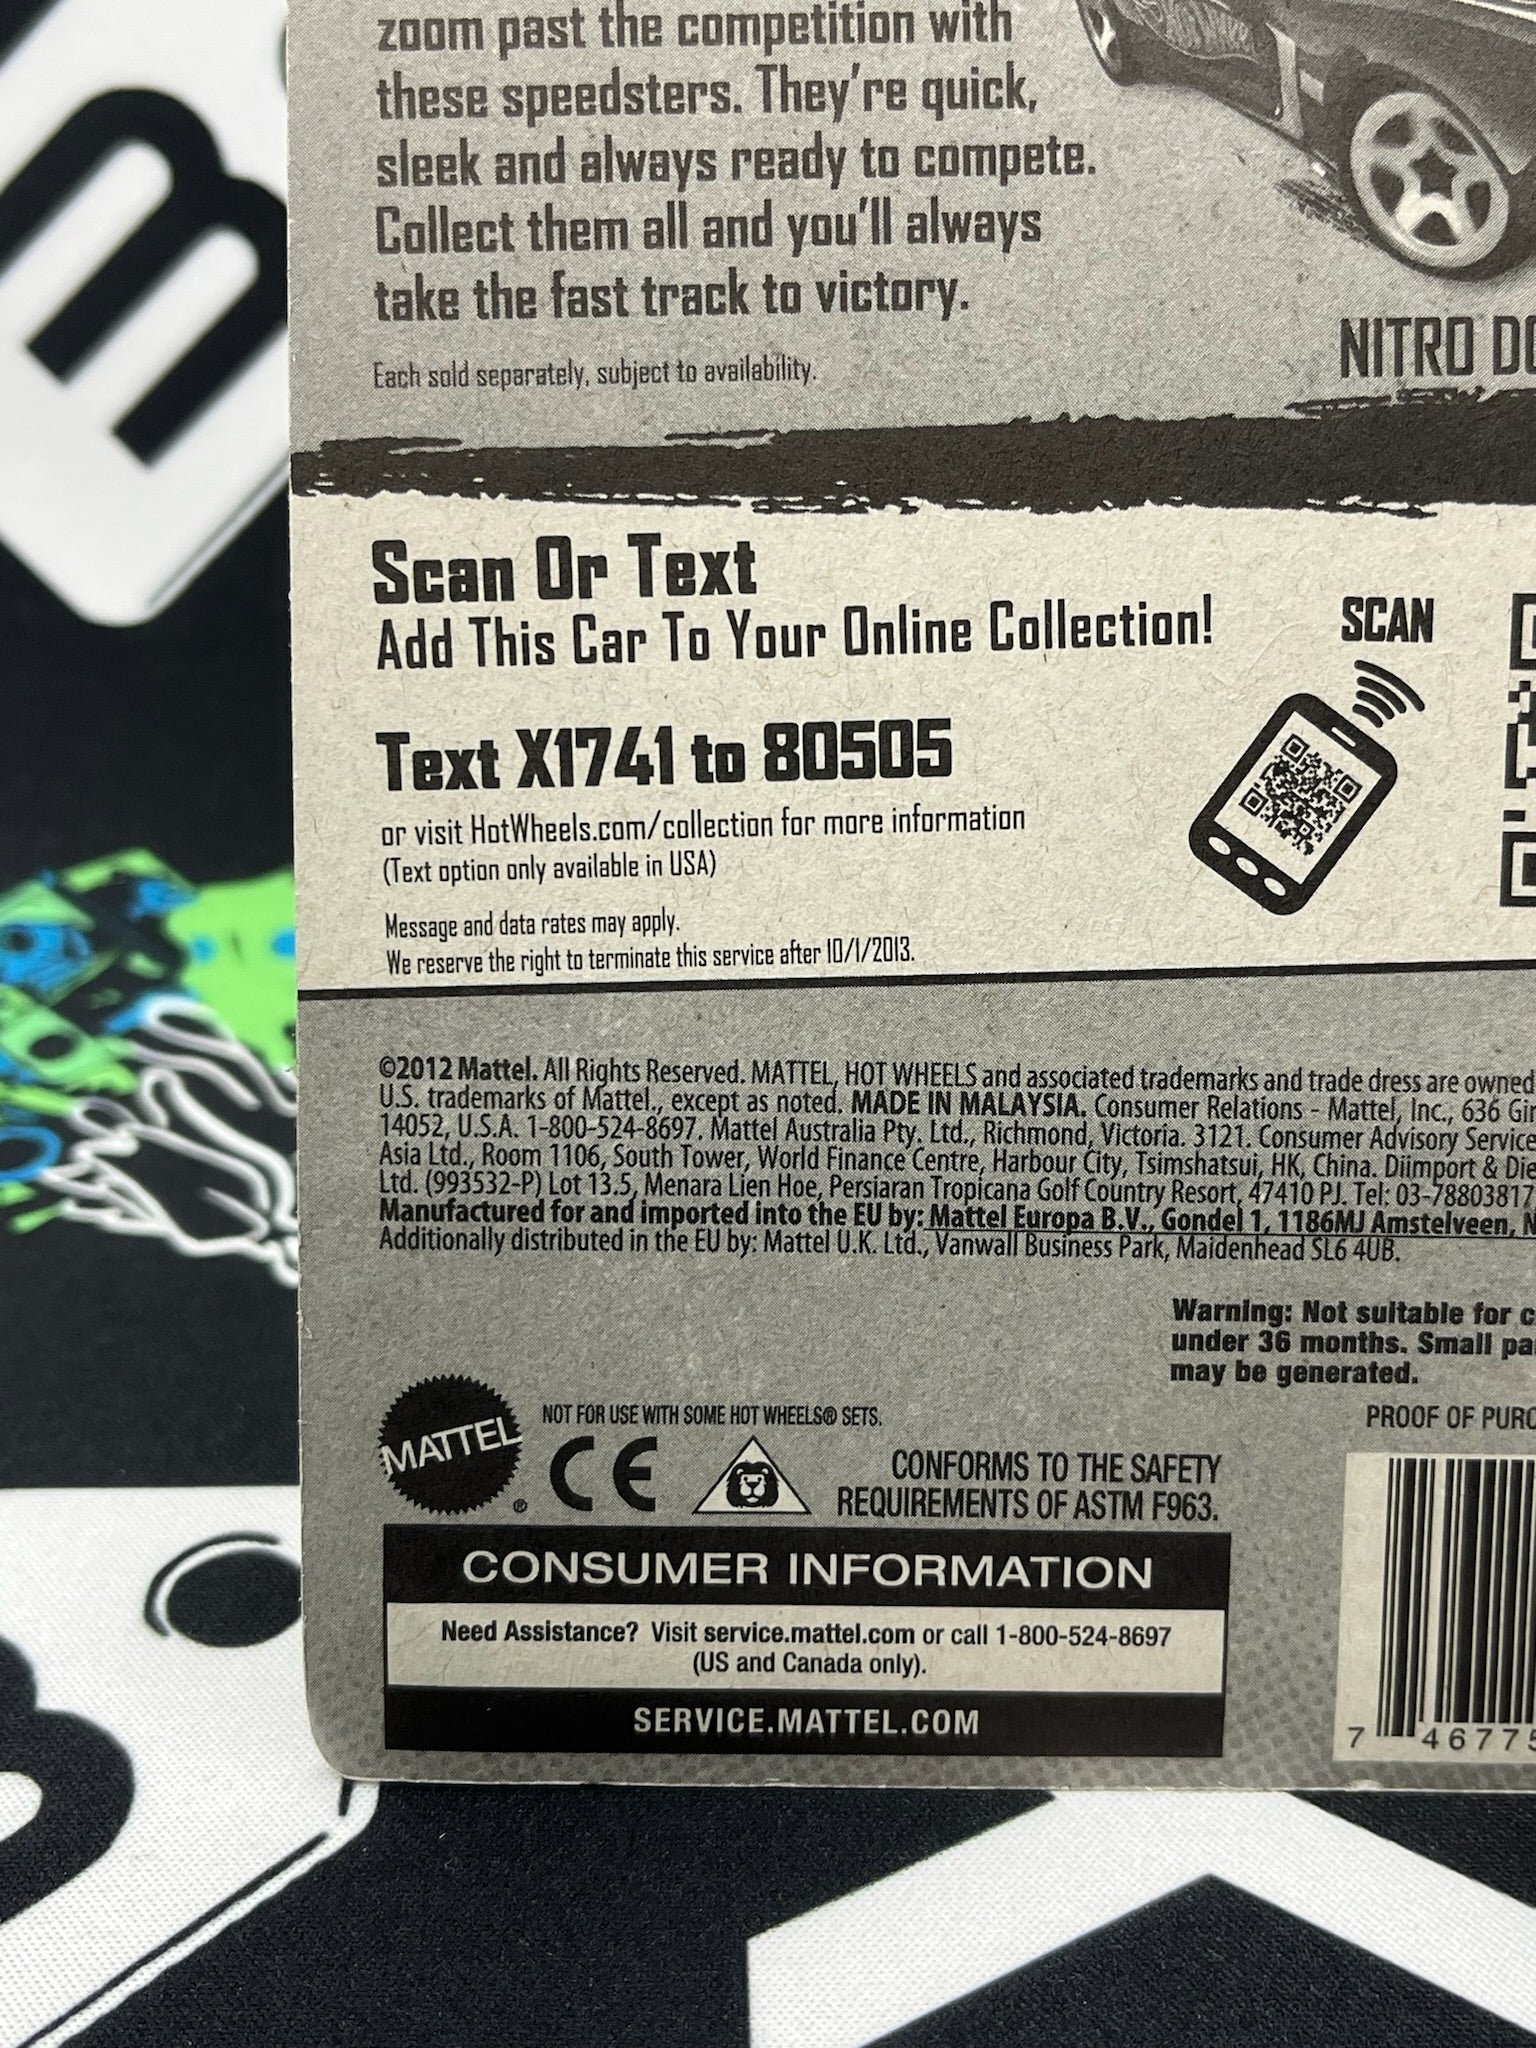 zoom past the competition with
these speedsters. They're quick,
sleek and always ready to compete.
Collect them all and you'll always
take the fast track to victory.
Each sold separately, subject to availability.
NITRO
Scan Or Text
Add This Car To Your Online Collection!
SCAN
Text X1741 to 80505
or visit HotWheels.com/collection for more information
(Text option only available in USA)
Message and data rates may apply.
We reserve the right to terminate this service after 10/1/2013.
©2012 Mattel. All Rights Reserved. MATTEL, HOT WHEELS and associated trademarks and trade dress are owned
U.S. trademarks of Mattel., except as noted. MADE IN MALAYSIA. Consumer Relations - Mattel, Inc., 636
14052, U.S.A. 1-800-524-8697. Mattel Australia Pty. Ltd., Richmond, Victoria. 3121. Consumer Advisory Service
Asia Ltd., Room 1106, South Tower, World Finance Centre, Harbour City, Tsimshatsui, HK, China. Diimport &
Ltd. (993532-P) Lot 13.5, Menara Lien Hoe, Persiaran Tropicana Golf Country Resort, 47410 PJ. Tel: 03-78803817
Manufactured for and imported into the EU by: Mattel Europa B.V., Gondel 1, 1186MJ Amstelveen,
Additionally distributed in the EU by: Mattel U.K. Ltd., Vanwall Business Park, Maidenhead SL6 4UB.
Warning: Not suitable for
under 36 months. Small
may be generated.
MATTEL ®
NOT FOR USE WITH SOME HOT WHEELS® SETS.
CE
CONFORMS TO THE SAFETY
REQUIREMENTS OF ASTM F963.
PROOF OF
CONSUMER INFORMATION
Need Assistance? Visit service.mattel.com or call 1-800-524-8697
(US and Canada only).
SERVICE.MATTEL.COM
7 46775